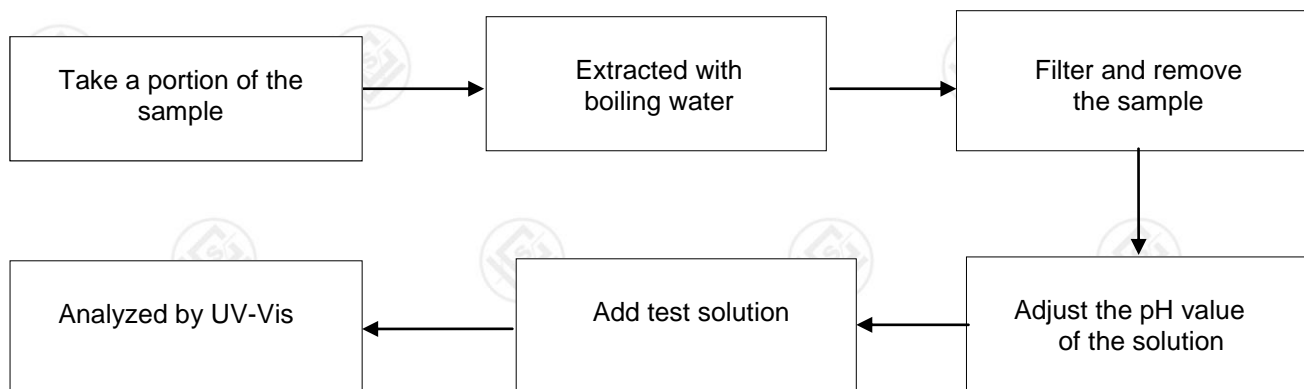 Take a portion of the
sample
Extracted with
boiling water
Filter and remove
the sample
Adjust the pH value
of the solution
Add test solution
Analyzed by UV-Vis